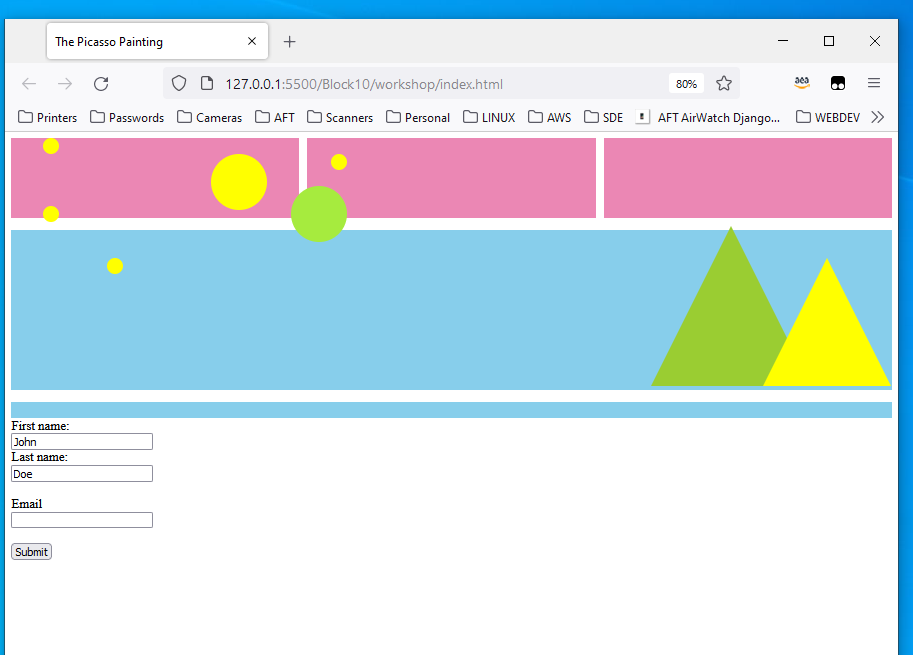 The Picasso Painting
127.0.0.1:5500/Block10/workshop/index.html 80% aea
Printers Passwords Cameras AFT Scanners Personal LINUX AWS SDE AFT AirWatch Django... WEBDEV
First name:
John
Last name:
Doe
Email
Submit